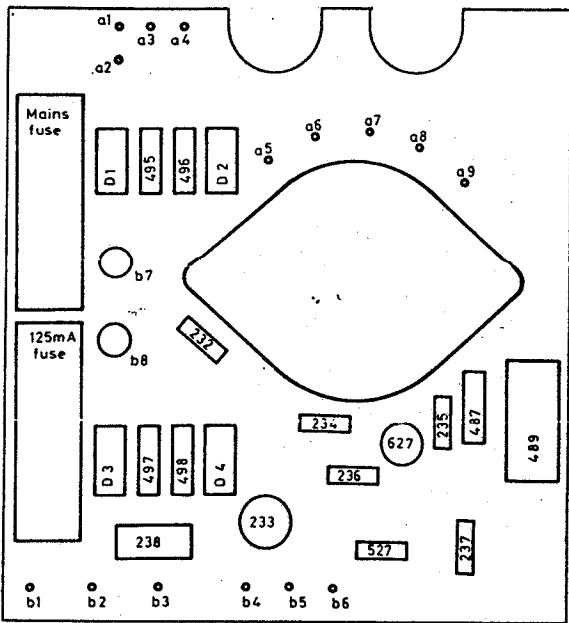 a1
a3
a4
a2
Mains
fuse
a5
a6
a7
a8
a9
D1
495
496
D2
b7
b8
125mA
fuse
232
234
235
487
489
627
236
D3
497
498
D4
238
233
527
237
b1
b2
b3
b4
b5
b6